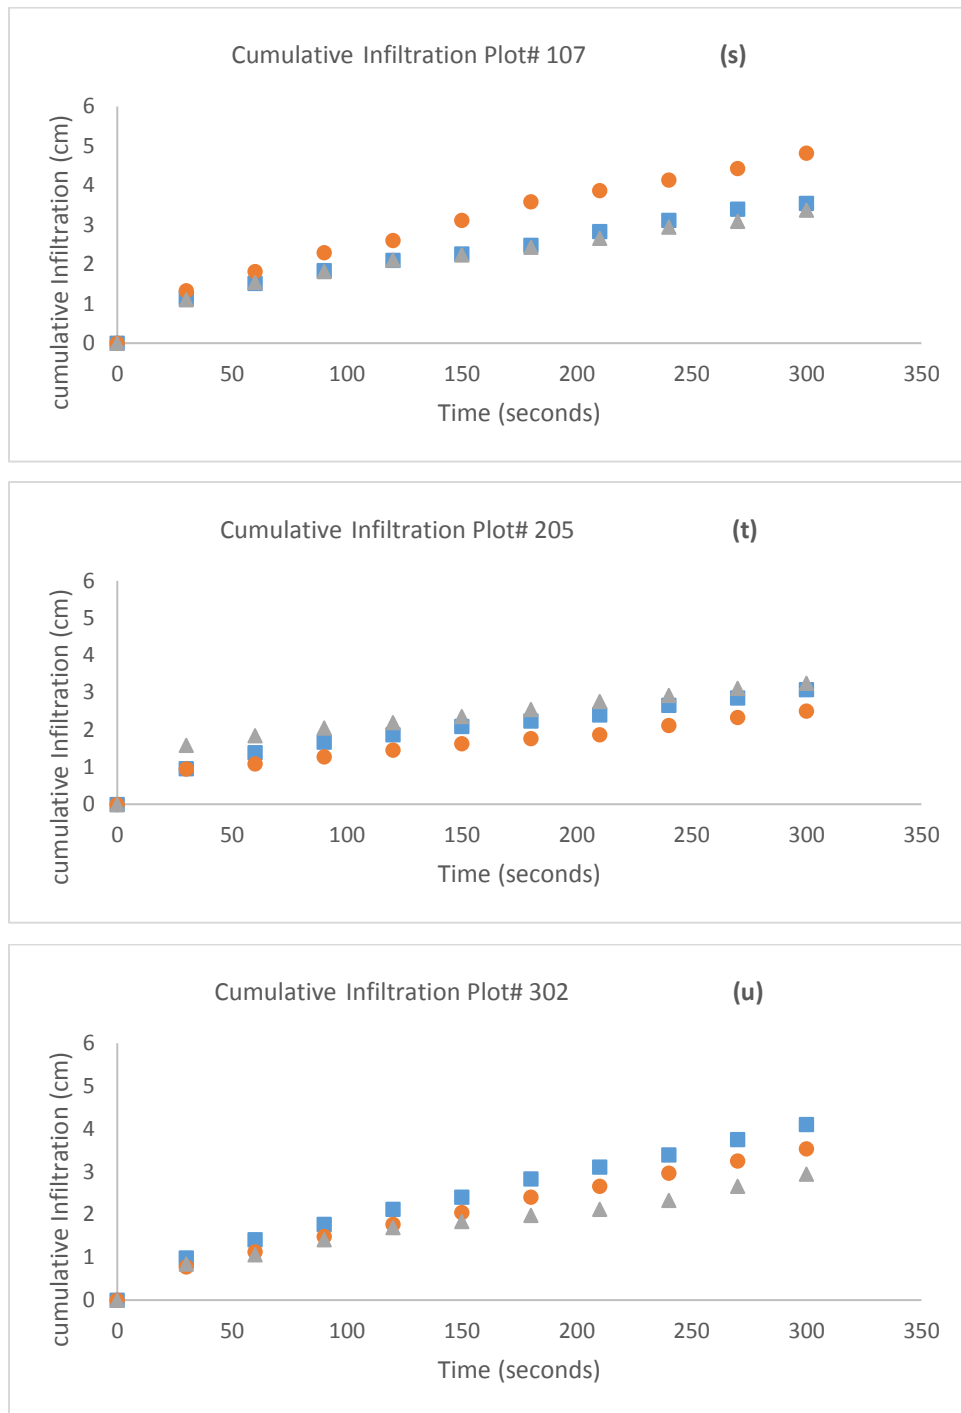 Cumulative Infiltration Plot# 107 (s)
cumulative Infiltration (cm)
6
5
4
3
2
1
0
0 50 100 150 200 250 300 350
Time (seconds)
Cumulative Infiltration Plot# 205 (t)
cumulative Infiltration (cm)
6
5
4
3
2
1
0
0 50 100 150 200 250 300 350
Time (seconds)
Cumulative Infiltration Plot# 302 (u)
cumulative Infiltration (cm)
6
5
4
3
2
1
0
0 50 100 150 200 250 300 350
Time (seconds)